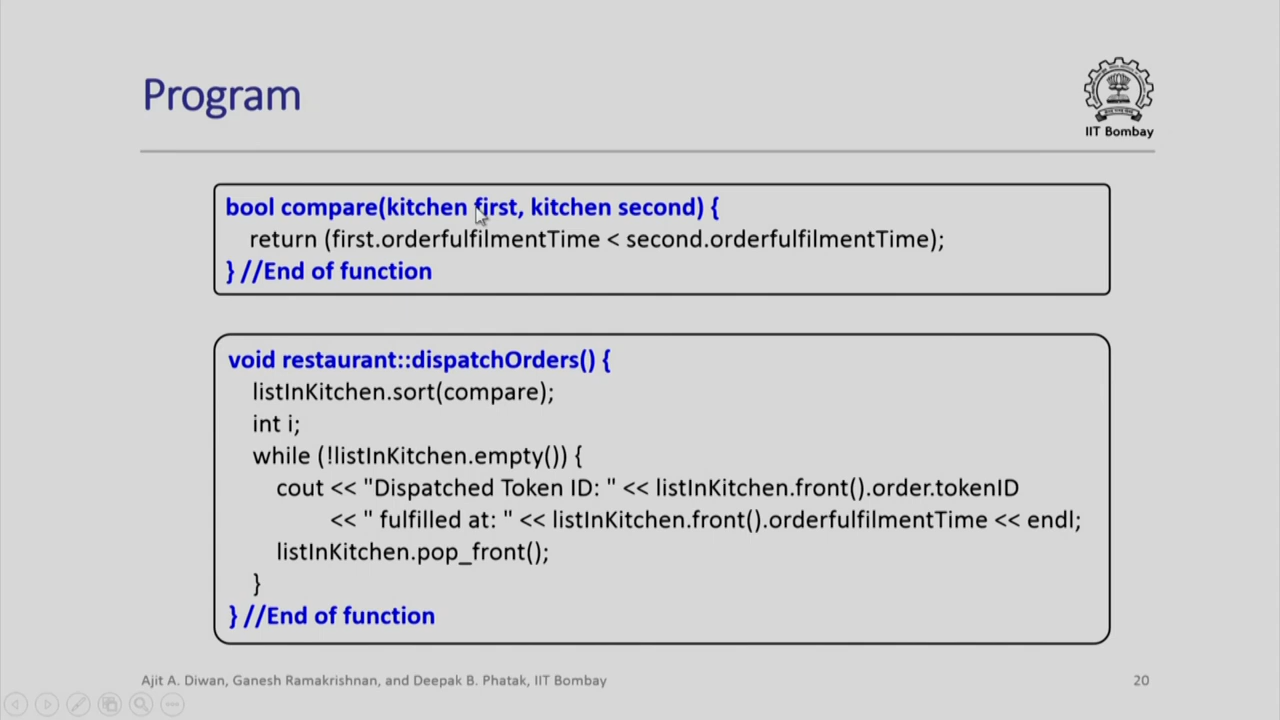 Program
IIT Bombay
bool compare(kitchen first, kitchen second) {
return (first.orderfulfilmentTime < second.orderfulfilmentTime);
} //End of function
void restaurant::dispatchOrders() {
listInKitchen.sort(compare);
int i;
while (!listInKitchen.empty()) {
cout << "Dispatched Token ID: " << listInKitchen.front().order.tokenID
<< " fulfilled at: " << listInKitchen.front().orderfulfilmentTime << endl;
listInKitchen.pop_front();
}
} //End of function
Ajit A. Diwan, Ganesh Ramakrishnan, and Deepak B. Phatak, IIT Bombay
20